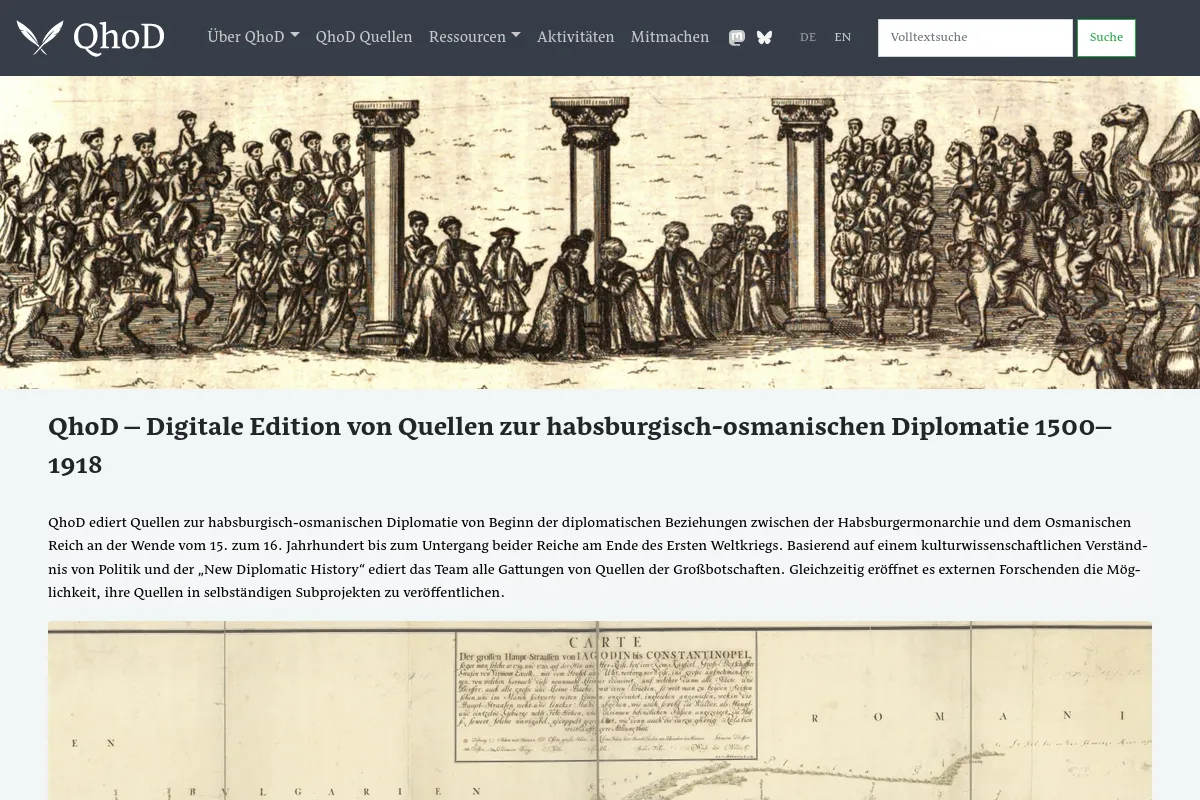 QhoD
Über QhoD
QhoD Quellen
Ressourcen
Aktivitäten
Mitmachen
DE
EN
Volltextsuche
Suche
QhoD – Digitale Edition von Quellen zur habsburgisch-osmanischen Diplomatie 1500–
1918
QhoD ediert Quellen zur habsburgisch-osmanischen Diplomatie von Beginn der diplomatischen Beziehungen zwischen der Habsburgermonarchie und dem Osmanischen
Reich an der Wende vom 15. zum 16. Jahrhundert bis zum Untergang beider Reiche am Ende des Ersten Weltkriegs. Basierend auf einem kulturwissenschaftlichen Verständ-
nis von Politik und der „New Diplomatic History“ ediert das Team alle Gattungen von Quellen der Großbotschaften. Gleichzeitig eröffnet es externen Forschenden die Mög-
lichkeit, ihre Quellen in selbständigen Subprojekten zu veröffentlichen.
CARTE
Der grossen Haupt-Strassen von JAGODIN bis CONSTANTINOPEL
R O M A N I
E N
B V L G A R I E N